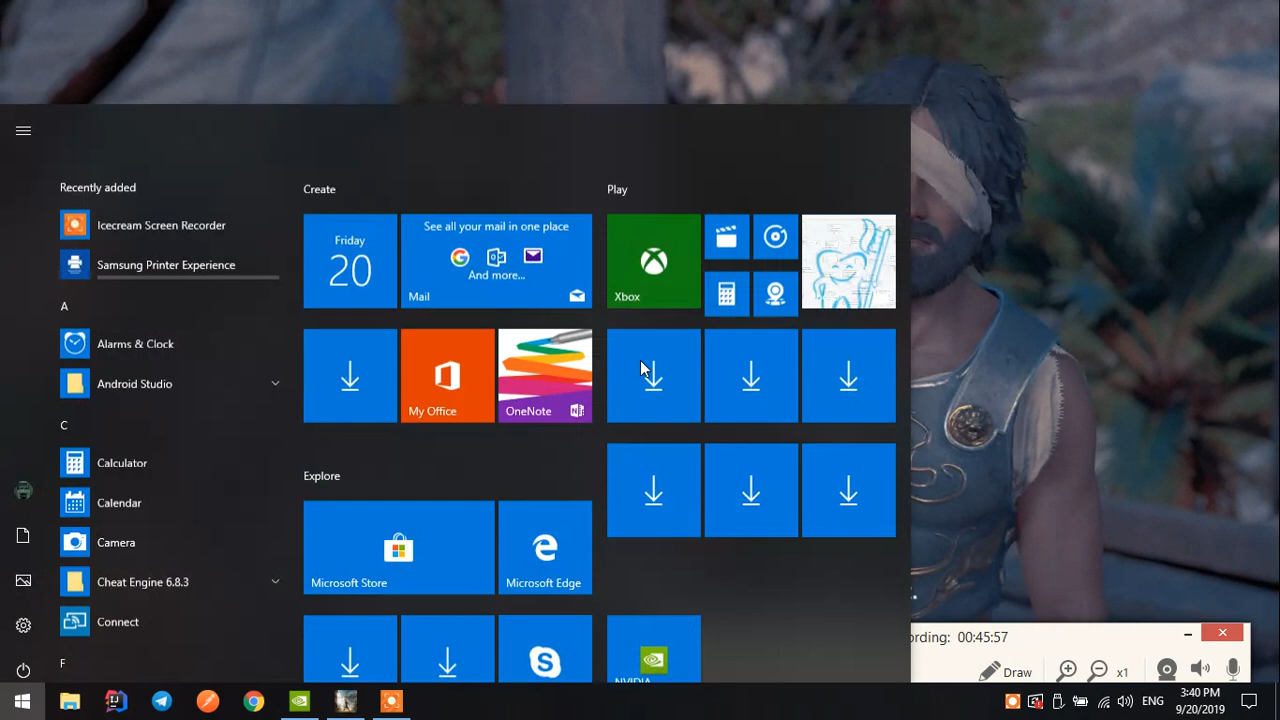 Recently added
Icecream Screen Recorder
Samsung Printer Experience
A
Alarms & Clock
Android Studio
C
Calculator
Calendar
Camera
Cheat Engine 6.8.3
Connect
F
Create
Friday
20
See all your mail in one place
And more...
Mail
My Office
OneNote
Explore
Microsoft Store
Microsoft Edge
Play
Xbox
NVIDIA
ording: 00:45:57
Draw
x1
ENG
3:40 PM
9/20/2019